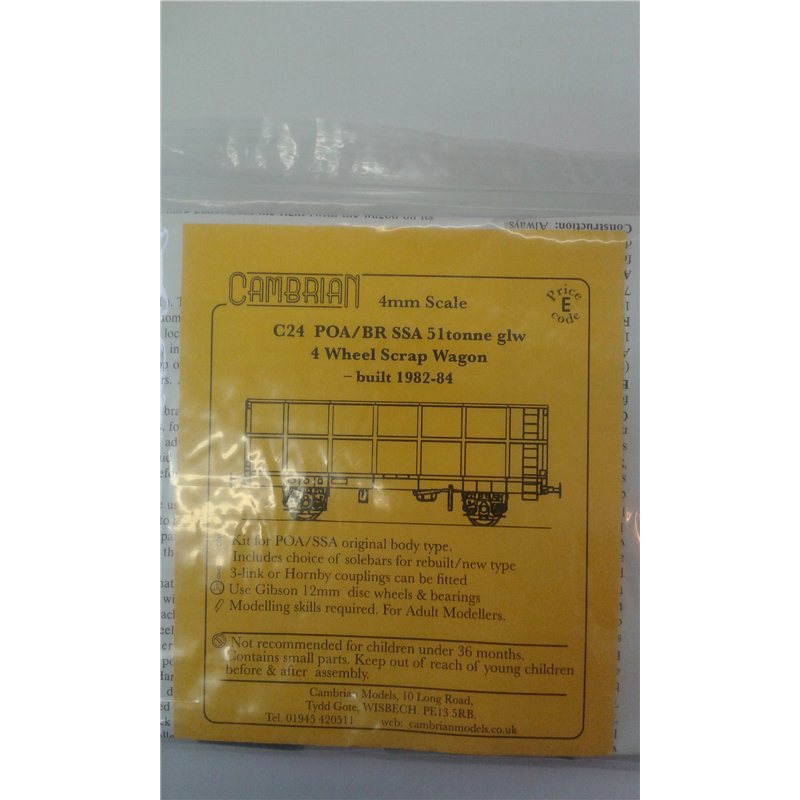 CAMBRIAN
4mm Scale
Price
E
code
C24 POA/BR SSA 51tonne glw
4 Wheel Scrap Wagon
– built 1982-84
Kit for POA/SSA original body type.
Includes choice of solebars for rebuilt/new type
3-link or Hornby couplings can be fitted
Use Gibson 12mm disc wheels & bearings
Modelling skills required. For Adult Modellers.
Not recommended for children under 36 months.
Contains small parts. Keep out of reach of young children
before & after assembly.
Cambrian Models, 10 Long Road,
Tydd Gote, WISBECH. PE13 5RB.
Tel. 01945 420511 web: cambrianmodels.co.uk
Construction: Always